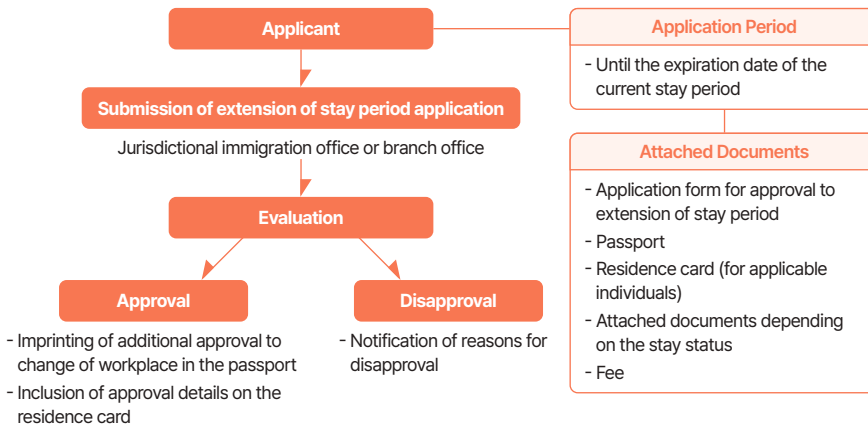 Applicant
Submission of extension of stay period application
Jurisdictional immigration office or branch office
Evaluation
Approval
- Imprinting of additional approval to
change of workplace in the passport
- Inclusion of approval details on the
residence card
Disapproval
- Notification of reasons for
disapproval
Application Period
- Until the expiration date of the
current stay period
Attached Documents
- Application form for approval to
extension of stay period
- Passport
- Residence card (for applicable
individuals)
- Attached documents depending
on the stay status
- Fee